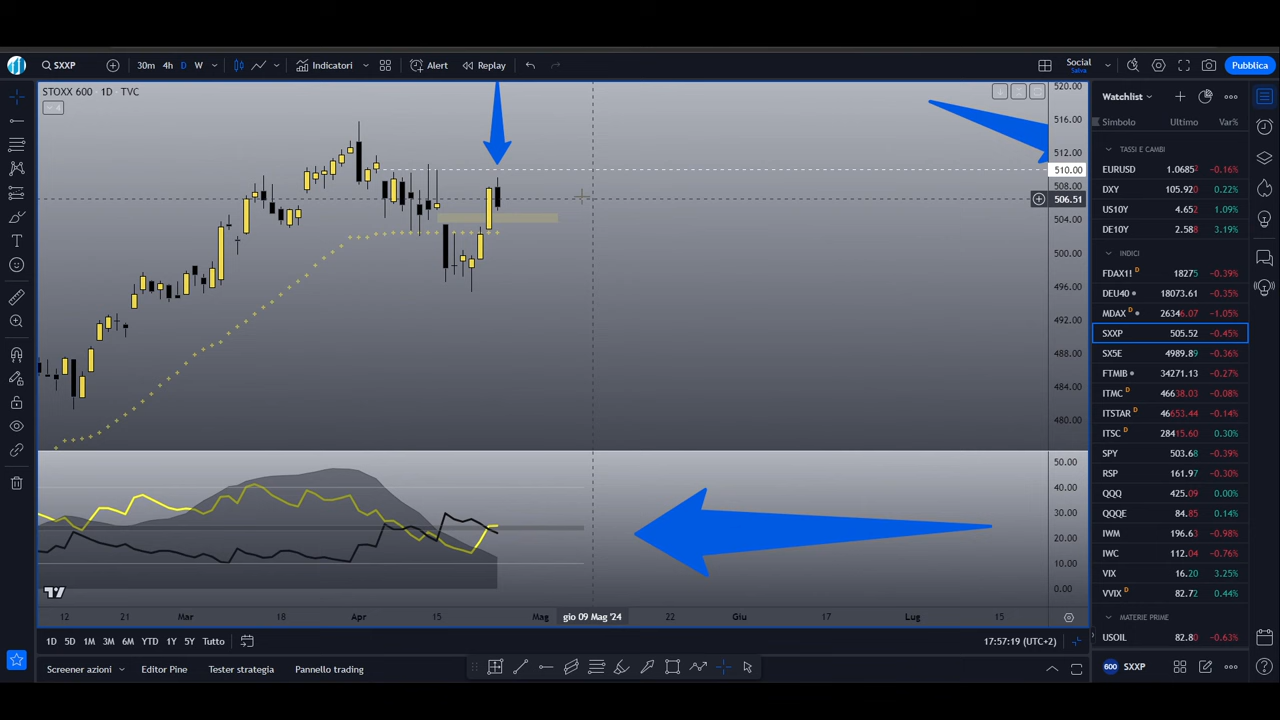 SXXP
30m 4h D W
Indicatori
Alert
Replay
Social
Salva
Pubblica
STOXX 600 · 1D · TVC
4
520.00
516.00
512.00
510.00
508.00
506.51
504.00
500.00
496.00
492.00
488.00
484.00
480.00
50.00
40.00
30.00
20.00
10.00
0.00
12 21 Mar 18 Apr 15 Mag gio 09 Mag '24 22 Giu 17 Lug 15
1D 5D 1M 3M 6M YTD 1Y 5Y Tutto
17:57:19 (UTC+2)
Screener azioni
Editor Pine
Tester strategia
Pannello trading
Watchlist
Simbolo Ultimo Var%
TASSI E CAMBI
EURUSD 1.0685² −0.16%
DXY 105.920 0.22%
US10Y 4.652 1.09%
DE10Y 2.588 3.19%
INDICI
FDAX1! D 18275 −0.39%
DEU40 18073.61 −0.35%
MDAX D 26346.07 −1.05%
SXXP 505.52 −0.45%
SX5E 4989.89 −0.36%
FTMIB 34271.13 −0.27%
ITMC D 46638.03 −0.08%
ITSTAR D 46653.44 −0.14%
ITSC D 28415.60 0.30%
SPY 503.68 −0.39%
RSP 161.97 −0.30%
QQQ 425.09 0.00%
QQQE 84.85 0.14%
IWM 196.63 −0.98%
IWC 112.04 −0.76%
VIX 16.20 3.25%
VVIX D 82.72 0.44%
MATERIE PRIME
USOIL 82.80 −0.63%
600 SXXP